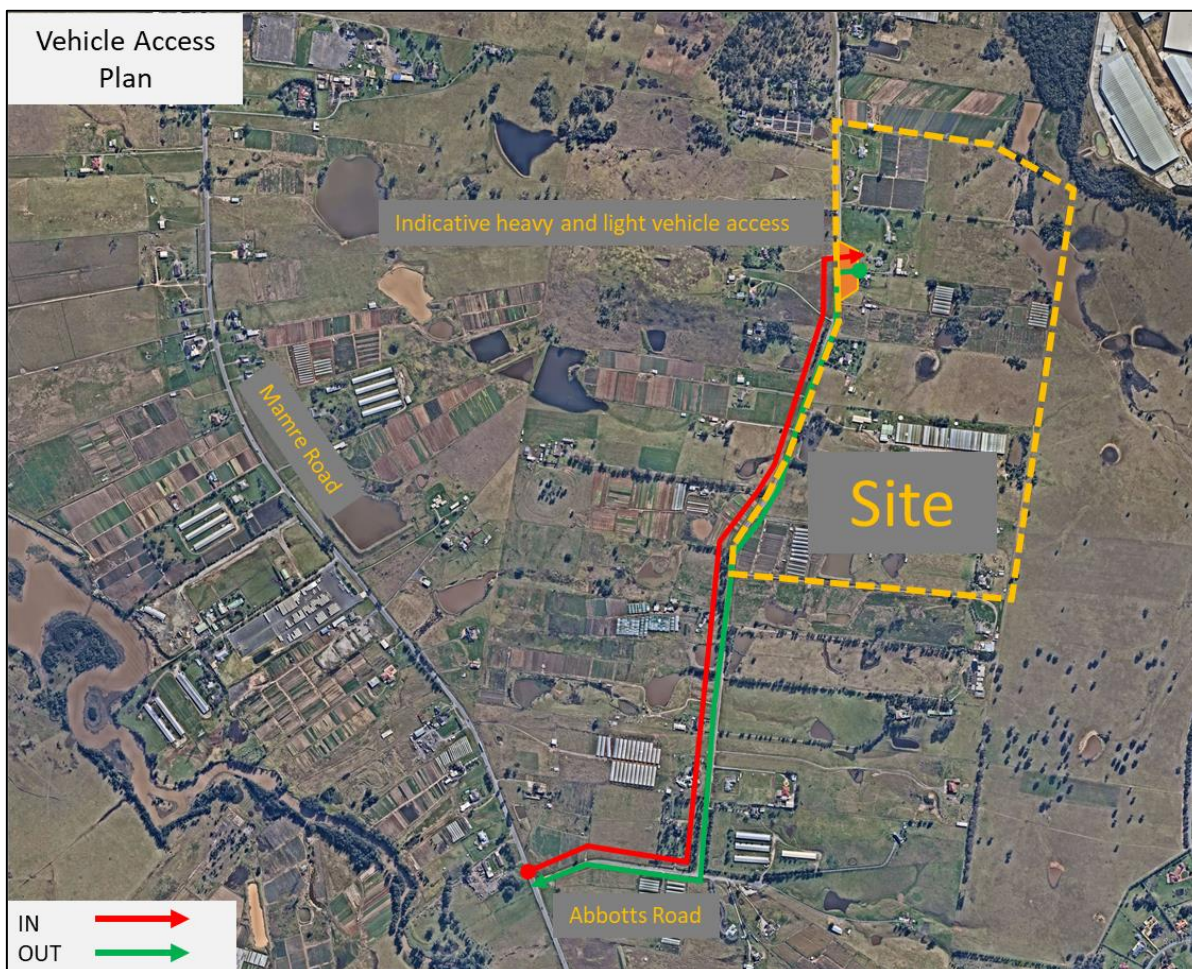 Vehicle Access
Plan
Indicative heavy and light vehicle access
Mamre Road
Site
Abbotts Road
IN
OUT